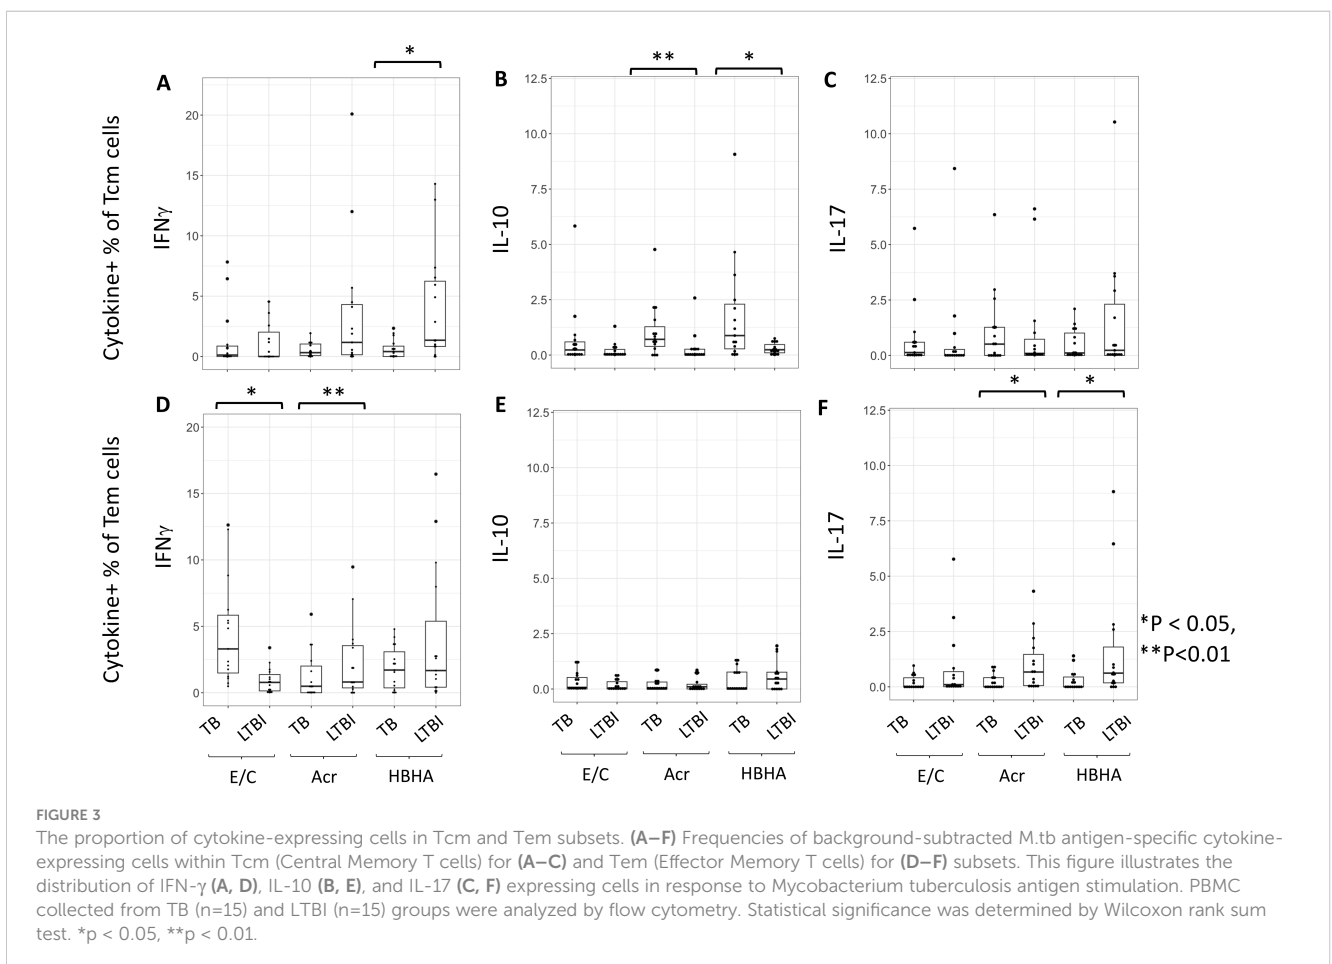 *
** *
A B C
Cytokine+ % of Tcm cells
IFNγ
20
15
10
5
0
IL-10
12.5
10.0
7.5
5.0
2.5
0.0
IL-17
12.5
10.0
7.5
5.0
2.5
0.0
* **
* *
D E F
Cytokine+ % of Tem cells
IFNγ
20
15
10
5
0
IL-10
12.5
10.0
7.5
5.0
2.5
0.0
IL-17
12.5
10.0
7.5
5.0
2.5
0.0
*P < 0.05,
**P<0.01
TB LTBI TB LTBI TB LTBI TB LTBI TB LTBI TB LTBI TB LTBI TB LTBI TB LTBI
E/C Acr HBHA E/C Acr HBHA E/C Acr HBHA
FIGURE 3
The proportion of cytokine-expressing cells in Tcm and Tem subsets. (A–F) Frequencies of background-subtracted M.tb antigen-specific cytokine-
expressing cells within Tcm (Central Memory T cells) for (A–C) and Tem (Effector Memory T cells) for (D–F) subsets. This figure illustrates the
distribution of IFN-γ (A, D), IL-10 (B, E), and IL-17 (C, F) expressing cells in response to Mycobacterium tuberculosis antigen stimulation. PBMC
collected from TB (n=15) and LTBI (n=15) groups were analyzed by flow cytometry. Statistical significance was determined by Wilcoxon rank sum
test. *p < 0.05, **p < 0.01.